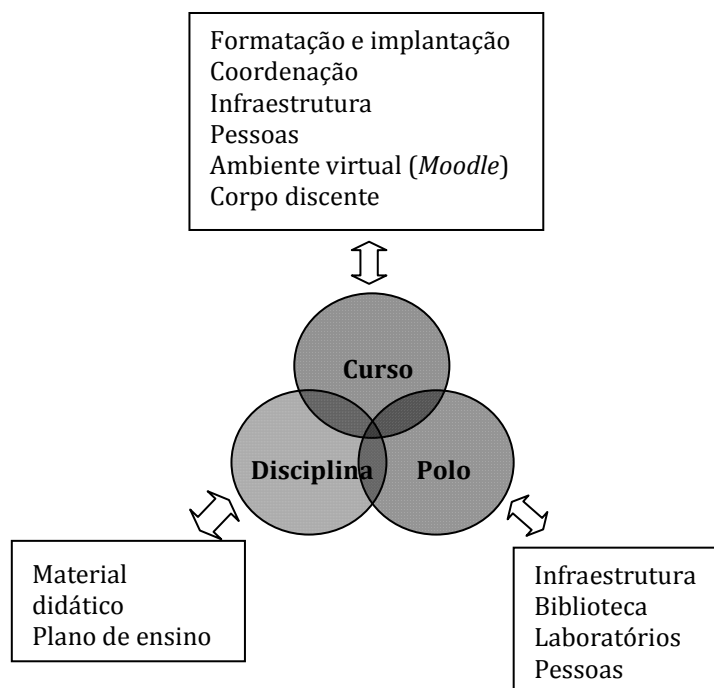 Formatação e implantação
Coordenação
Infraestrutura
Pessoas
Ambiente virtual (Moodle)
Corpo discente
Curso
Disciplina
Polo
Material
didático
Plano de ensino
Infraestrutura
Biblioteca
Laboratórios
Pessoas